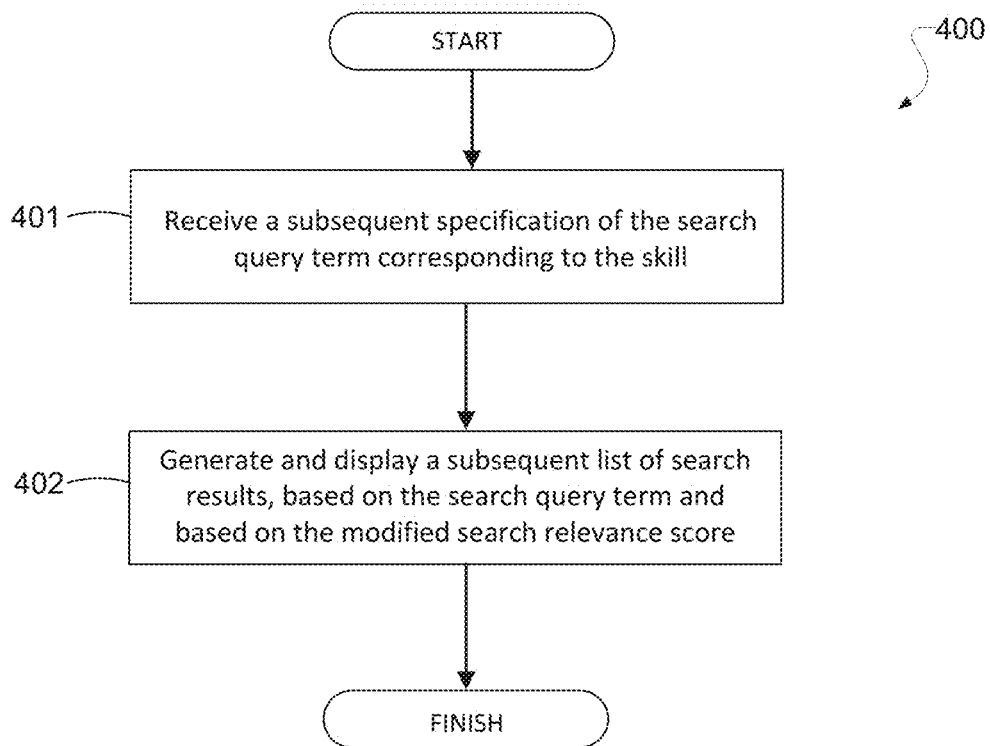 START
400
401
Receive a subsequent specification of the search
query term corresponding to the skill
402
Generate and display a subsequent list of search
results, based on the search query term and
based on the modified search relevance score
FINISH